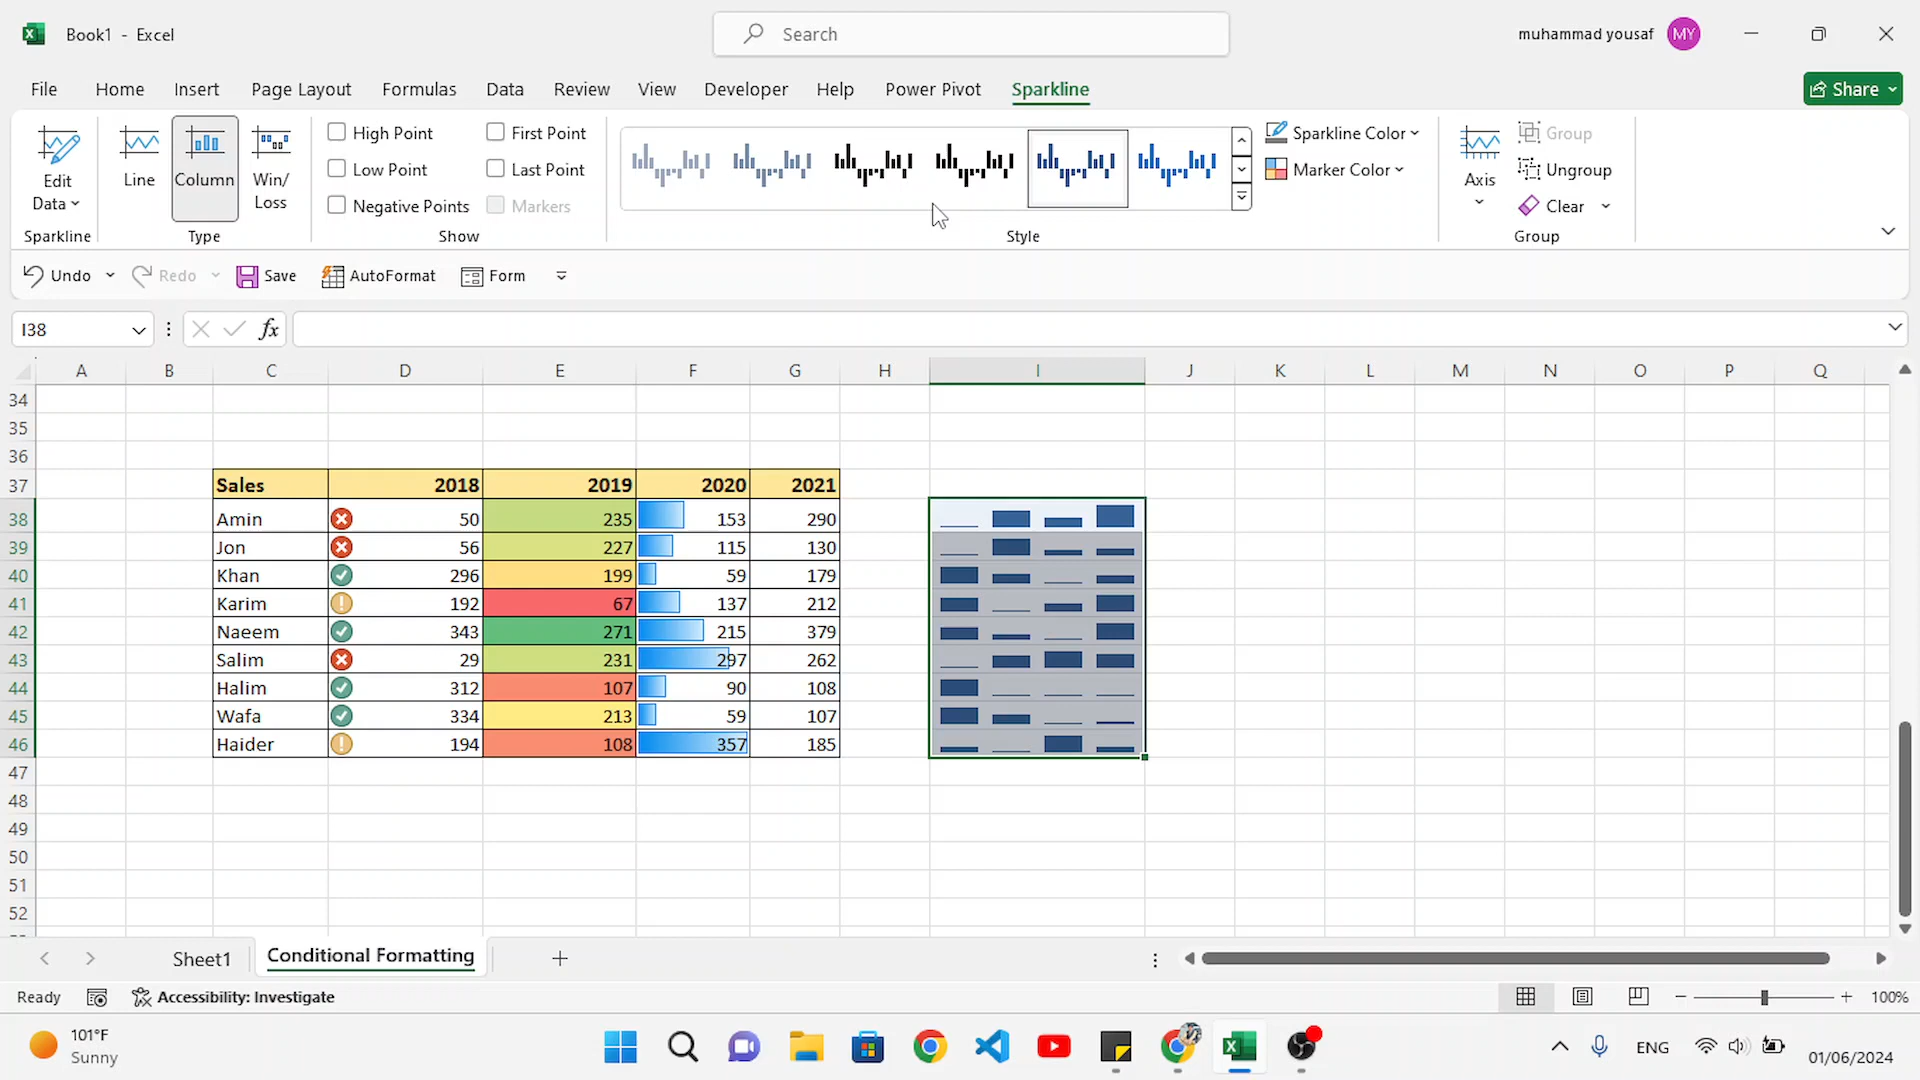 Book1 - Excel
Search
muhammad yousaf MY
File Home Insert Page Layout Formulas Data Review View Developer Help Power Pivot Sparkline Share
High Point First Point Sparkline Color Group
Edit Data Line Column Win/Loss Low Point Last Point Marker Color Axis Ungroup
Negative Points Markers Clear
Sparkline Type Show Style Group
Undo Redo Save AutoFormat Form
I38 fx
A B C D E F G H I J K L M N O P Q
34
35
36
37 Sales 2018 2019 2020 2021
38 Amin 50 235 153 290
39 Jon 56 227 115 130
40 Khan 296 199 59 179
41 Karim 192 67 137 212
42 Naeem 343 271 215 379
43 Salim 29 231 297 262
44 Halim 312 107 90 108
45 Wafa 334 213 59 107
46 Haider 194 108 357 185
47
48
49
50
51
52
Sheet1 Conditional Formatting
Ready Accessibility: Investigate 100%
101°F
Sunny
ENG
01/06/2024